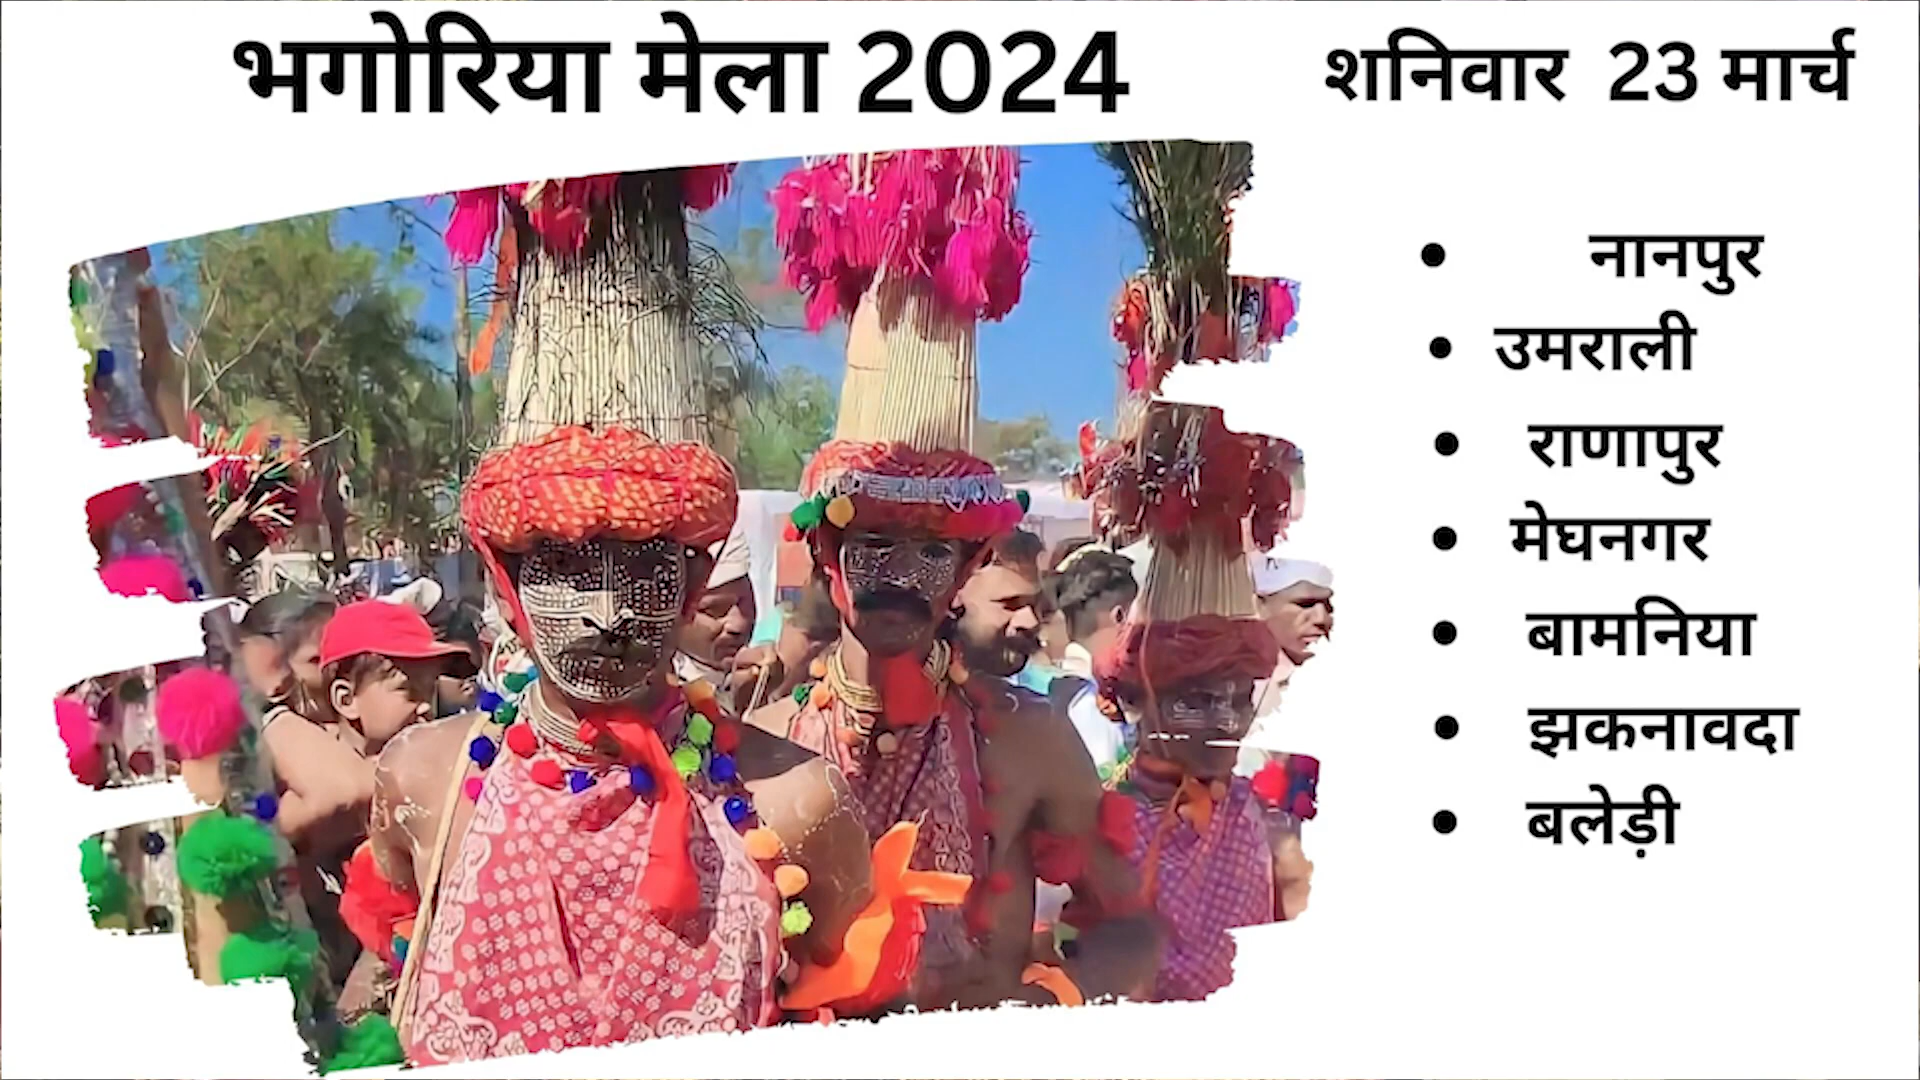 भगोरिया मेला 2024
शनिवार 23 मार्च
• नानपुर
• उमराली
• राणापुर
• मेघनगर
• बामनिया
• झकनावदा
• बलेड़ी